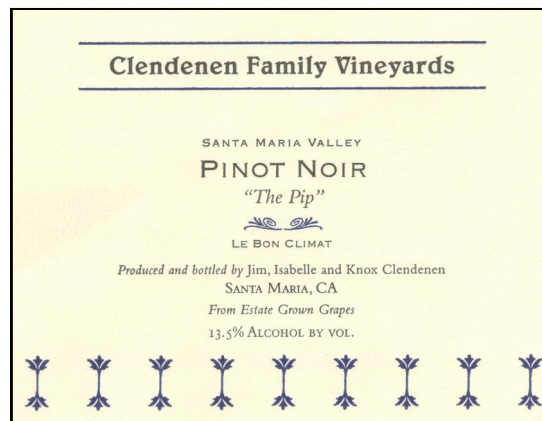 Clendenen Family Vineyards
SANTA MARIA VALLEY
PINOT NOIR
"The Pip"
LE BON CLIMAT
Produced and bottled by Jim, Isabelle and Knox Clendenen
SANTA MARIA, CA
From Estate Grown Grapes
13.5% ALCOHOL BY VOL.